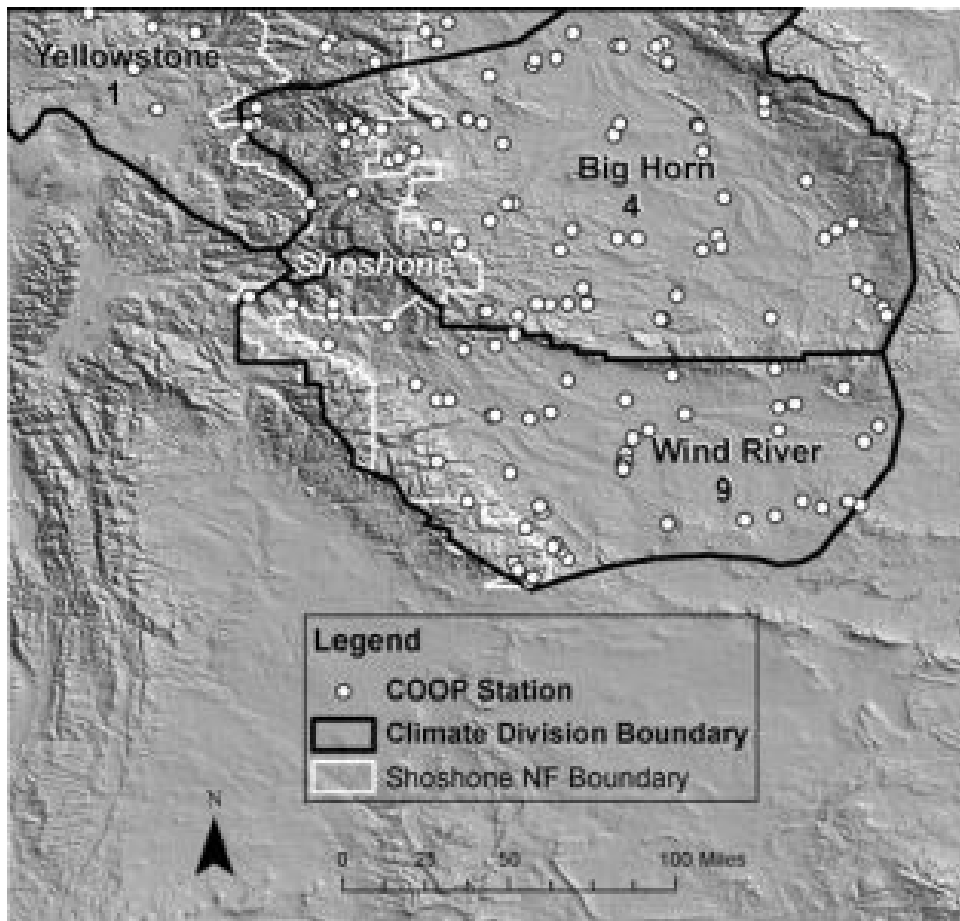 Yellowstone
1
Big Horn
4
Shoshone
Wind River
9
Legend
COOP Station
Climate Division Boundary
Shoshone NF Boundary
N
0 25 50 100 Miles